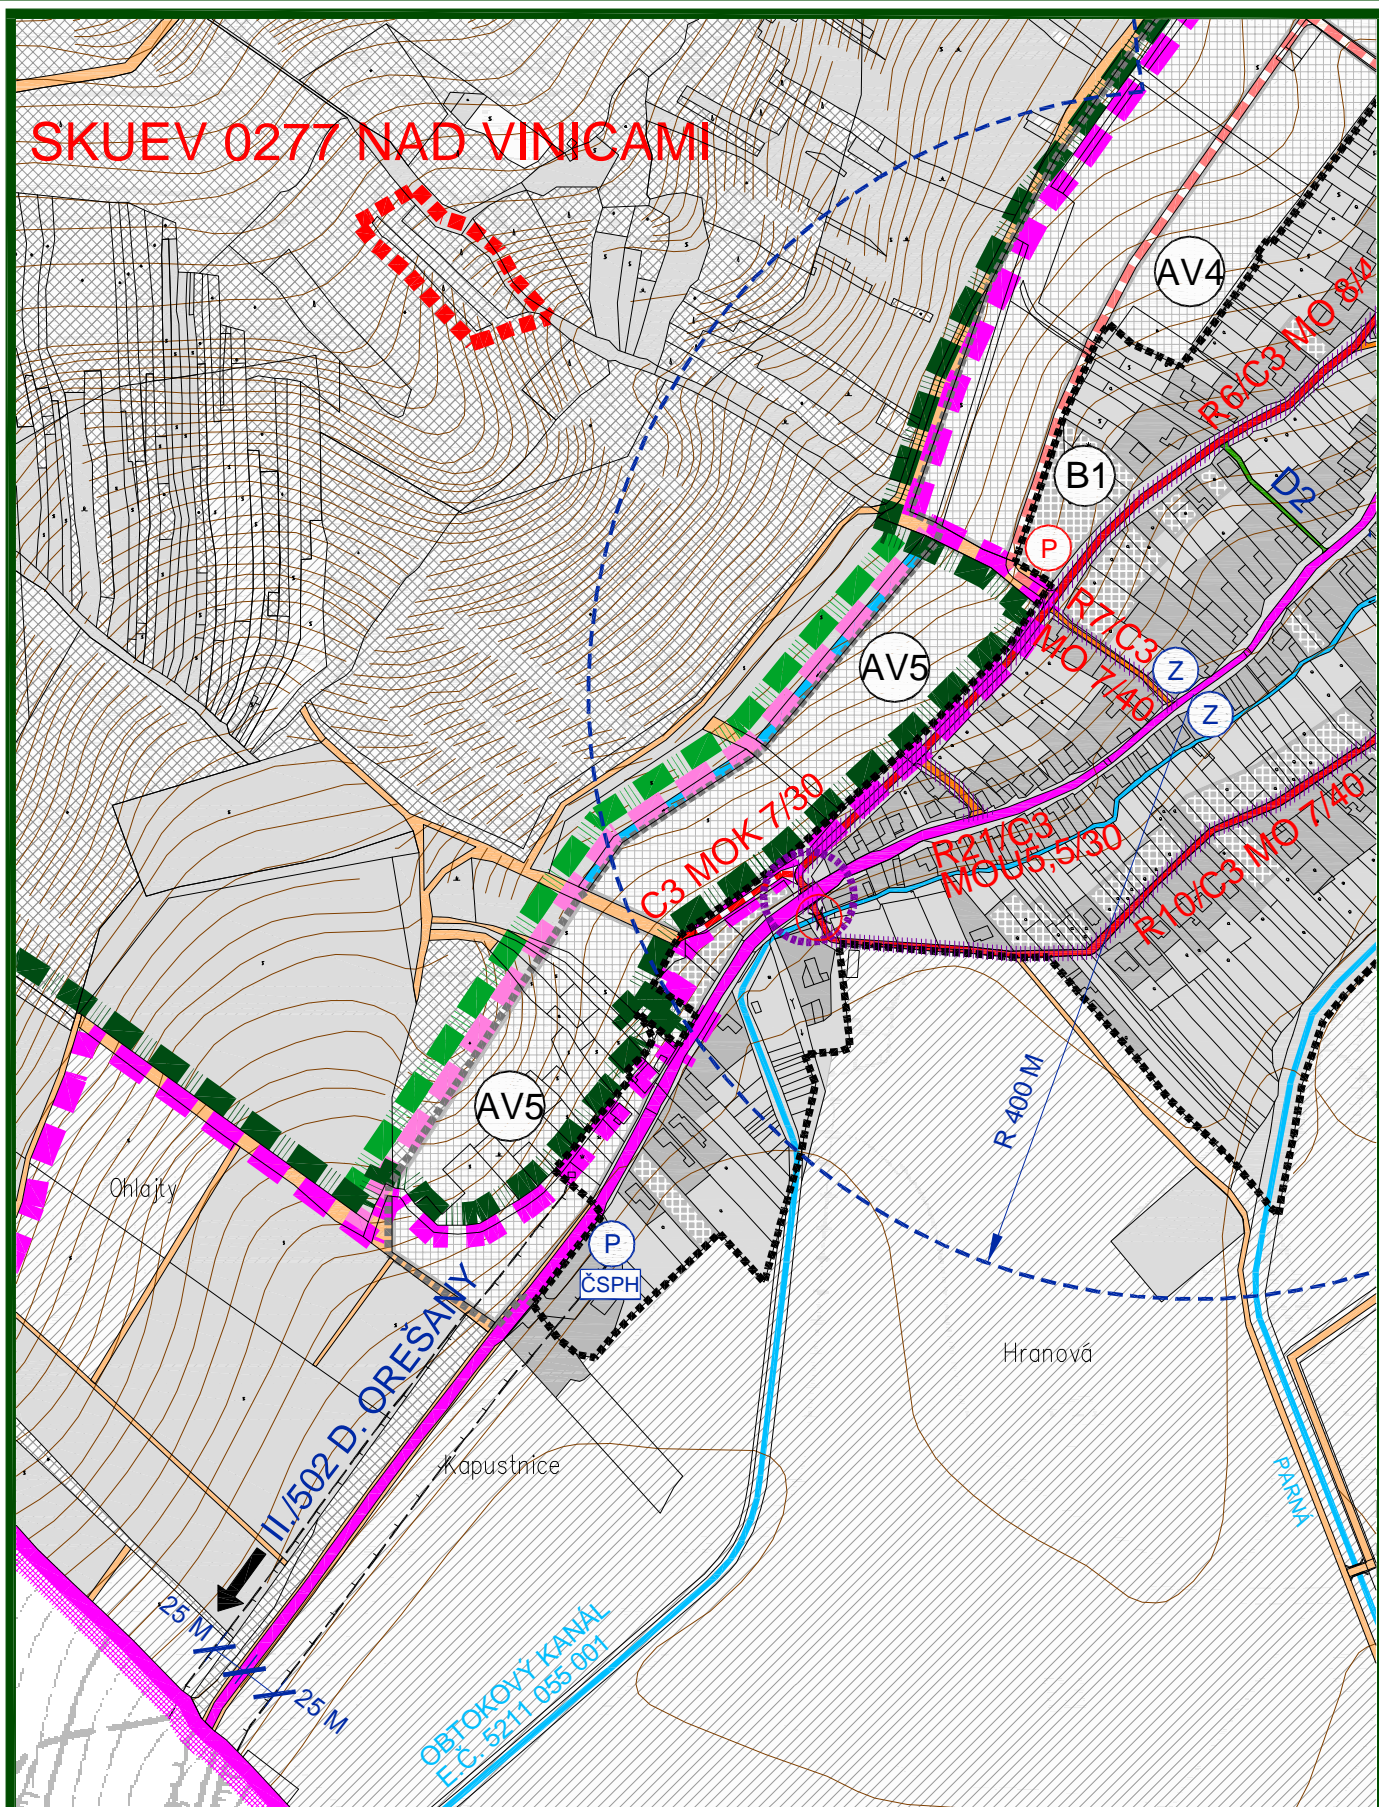 SKUEV 0277 NAD VINICAMI
AV4
R6/C3 MO 8/4
B1
D2
P
R7/C3
MO 7/40
Z
Z
AV5
C3 MOK 7/30
R21/C3
MOU5,5/30
R10/C3 MO 7/40
R 400 M
AV5
Ohlajty
P
ČSPH
Hranová
II./502 D. OREŠANY
Kapustnice
PARNÁ
25 M
25 M
OBTOKOVÝ KANÁL
E.Č. 5211 055 001